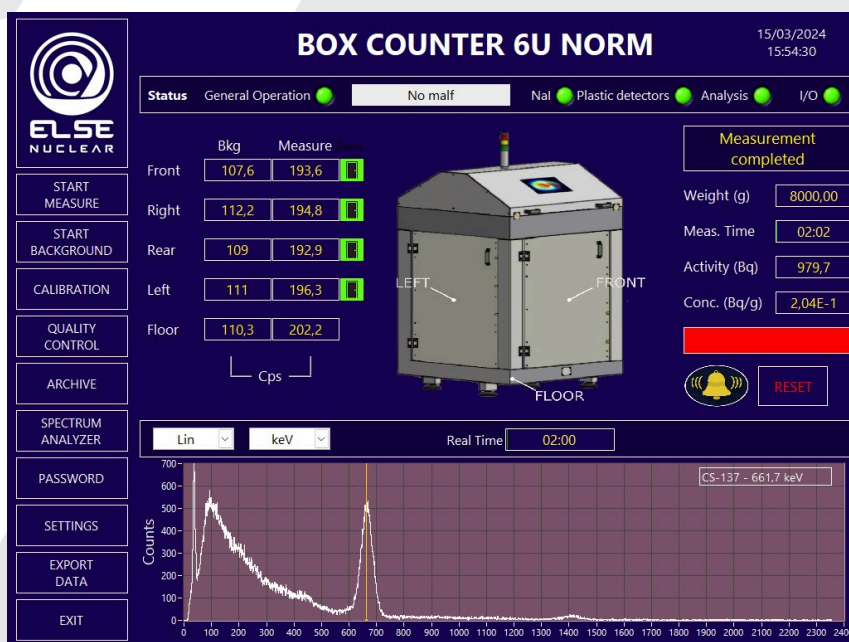 BOX COUNTER 6U NORM
15/03/2024
15:54:30
ELSE
NUCLEAR
Status General Operation No malf NaI Plastic detectors Analysis I/O
Bkg Measure
Front 107,6 193,6
Right 112,2 194,8
Rear 109 192,9
Left 111 196,3
Floor 110,3 202,2
Cps
LEFT
FRONT
FLOOR
Measurement
completed
Weight (g) 8000,00
Meas. Time 02:02
Activity (Bq) 979,7
Conc. (Bq/g) 2,04E-1
RESET
START
MEASURE
START
BACKGROUND
CALIBRATION
QUALITY
CONTROL
ARCHIVE
SPECTRUM
ANALYZER
PASSWORD
SETTINGS
EXPORT
DATA
EXIT
Lin keV Real Time 02:00
CS-137 - 661,7 keV
Counts
700
600
500
400
300
200
100
0
0 100 200 300 400 500 600 700 800 900 1000 1100 1200 1300 1400 1500 1600 1700 1800 1900 2000 2100 2200 2300